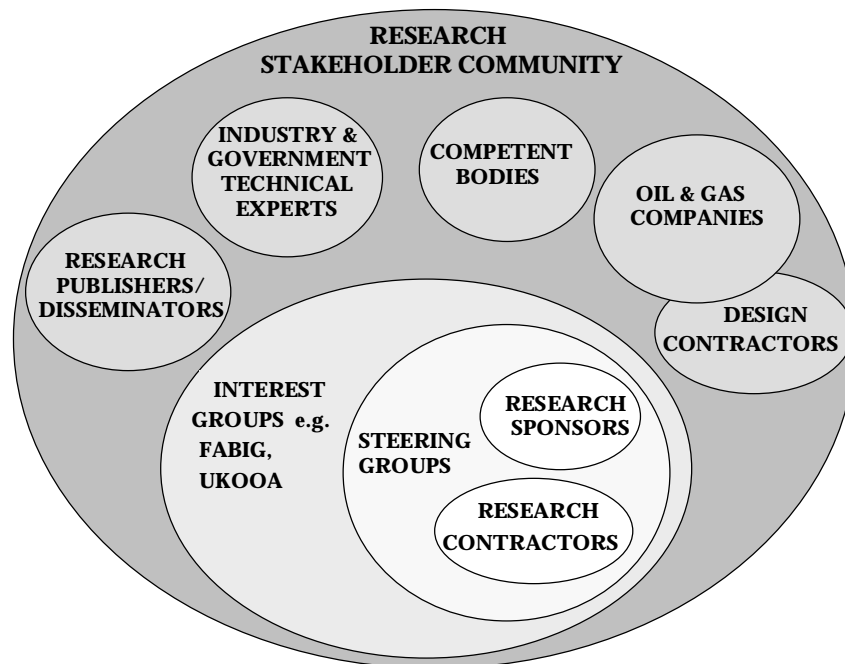 RESEARCH
STAKEHOLDER COMMUNITY
INDUSTRY &
GOVERNMENT
TECHNICAL
EXPERTS
COMPETENT
BODIES
OIL & GAS
COMPANIES
RESEARCH
PUBLISHERS/
DISSEMINATORS
DESIGN
CONTRACTORS
INTEREST
GROUPS e.g.
FABIG,
UKOOA
STEERING
GROUPS
RESEARCH
SPONSORS
RESEARCH
CONTRACTORS